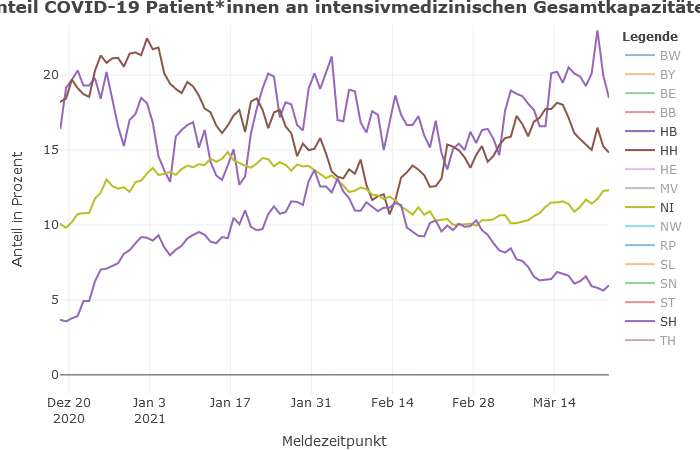 nteil COVID-19 Patient*innen an intensivmedizinischen Gesamtkapazitäte
Legende
BW
BY
BE
BB
HB
HH
HE
MV
NI
NW
RP
SL
SN
ST
SH
TH
Anteil in Prozent
20
15
10
5
0
Dez 20 Jan 3 Jan 17 Jan 31 Feb 14 Feb 28 Mär 14
2020 2021
Meldezeitpunkt